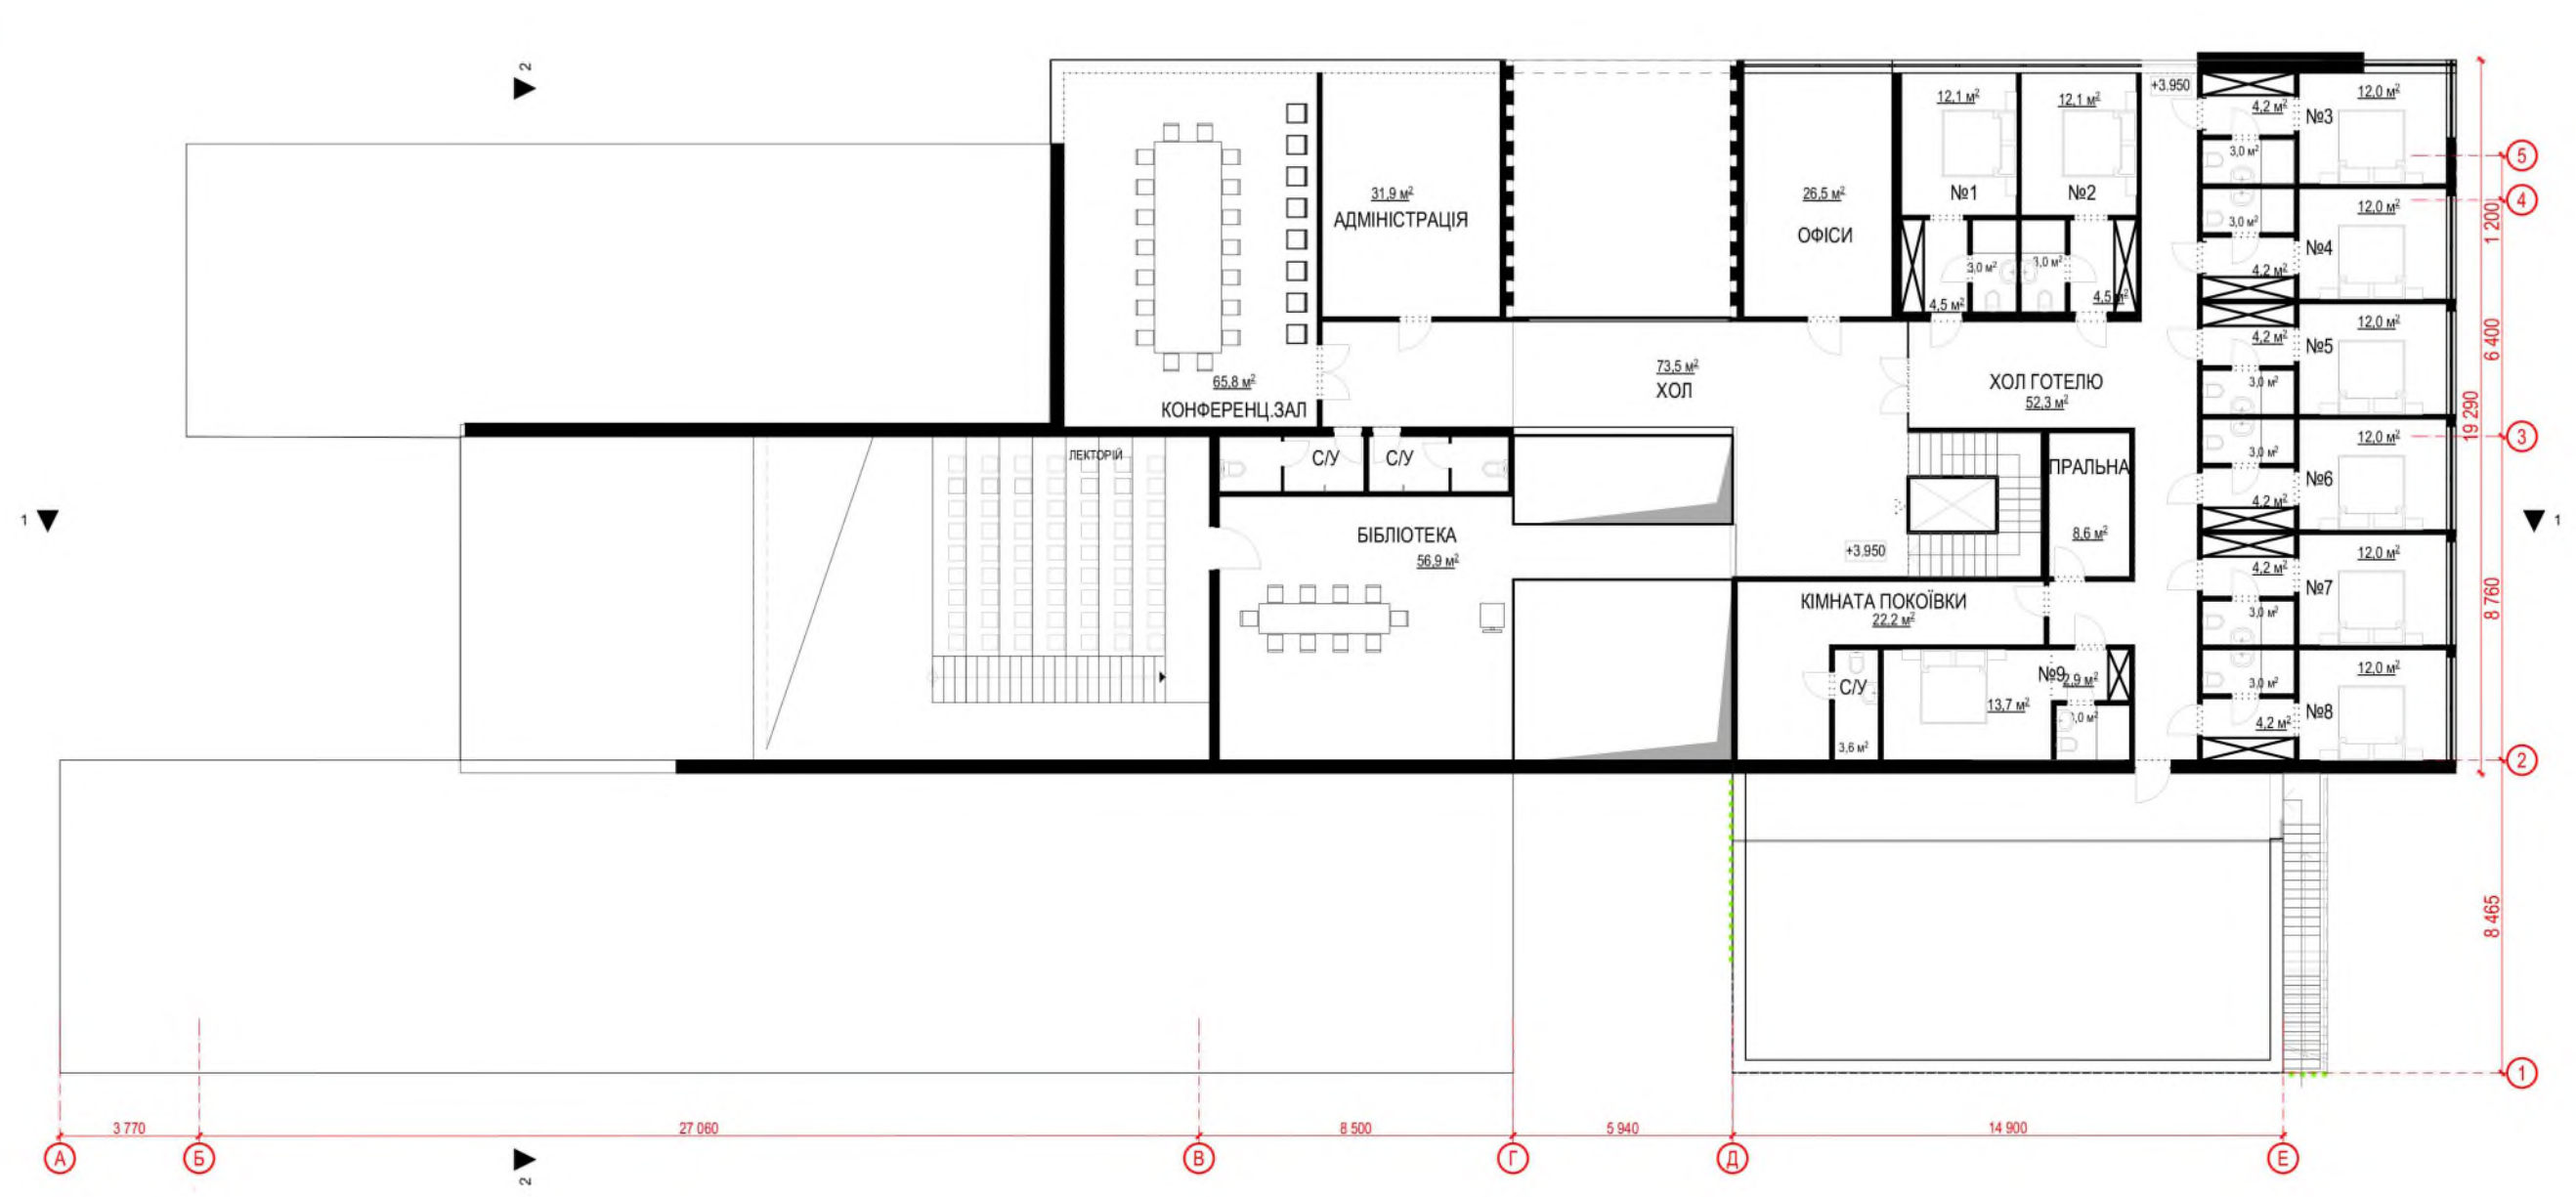 2
+3.950
12,1 м²
12,1 м²
4,2 м²
12,0 м²
№3
3,0 м²
5
31,9 м²
АДМІНІСТРАЦІЯ
26,5 м²
ОФІСИ
№1
№2
3,0 м²
12,0 м²
4
1 200
№4
3,0 м²
3,0 м²
4,2 м²
4,5 м²
4,5 м²
12,0 м²
4,2 м²
№5
6 400
73,5 м²
ХОЛ
65,8 м²
КОНФЕРЕНЦ.ЗАЛ
ХОЛ ГОТЕЛЮ
52,3 м²
3,0 м²
19 290
12,0 м²
3
ЛЕКТОРІЙ
С/У
С/У
ПРАЛЬНА
3,0 м²
№6
4,2 м²
1
БІБЛІОТЕКА
56,9 м²
+3.950
8,6 м²
12,0 м²
1
4,2 м²
№7
КІМНАТА ПОКОЇВКИ
22,2 м²
3,0 м²
8 760
С/У
№9
2,9 м²
12,0 м²
3,0 м²
13,7 м²
№8
4,2 м²
3,6 м²
2
8 465
1
3 770
27 060
8 500
5 940
14 900
А
Б
В
Г
Д
Е
2